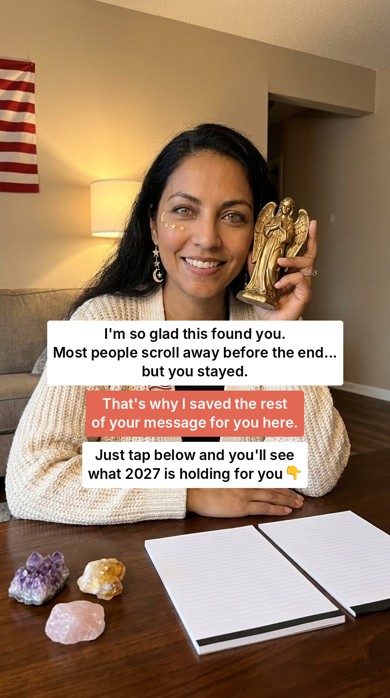 I'm so glad this found you.
Most people scroll away before the end...
but you stayed.
That's why I saved the rest
of your message for you here.
Just tap below and you'll see
what 2027 is holding for you 👇